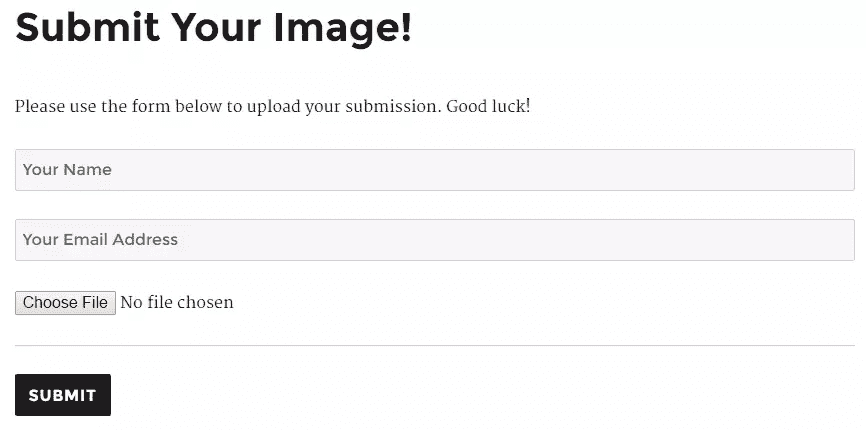 Submit Your Image!
Please use the form below to upload your submission. Good luck!
Your Name
Your Email Address
Choose File No file chosen
SUBMIT